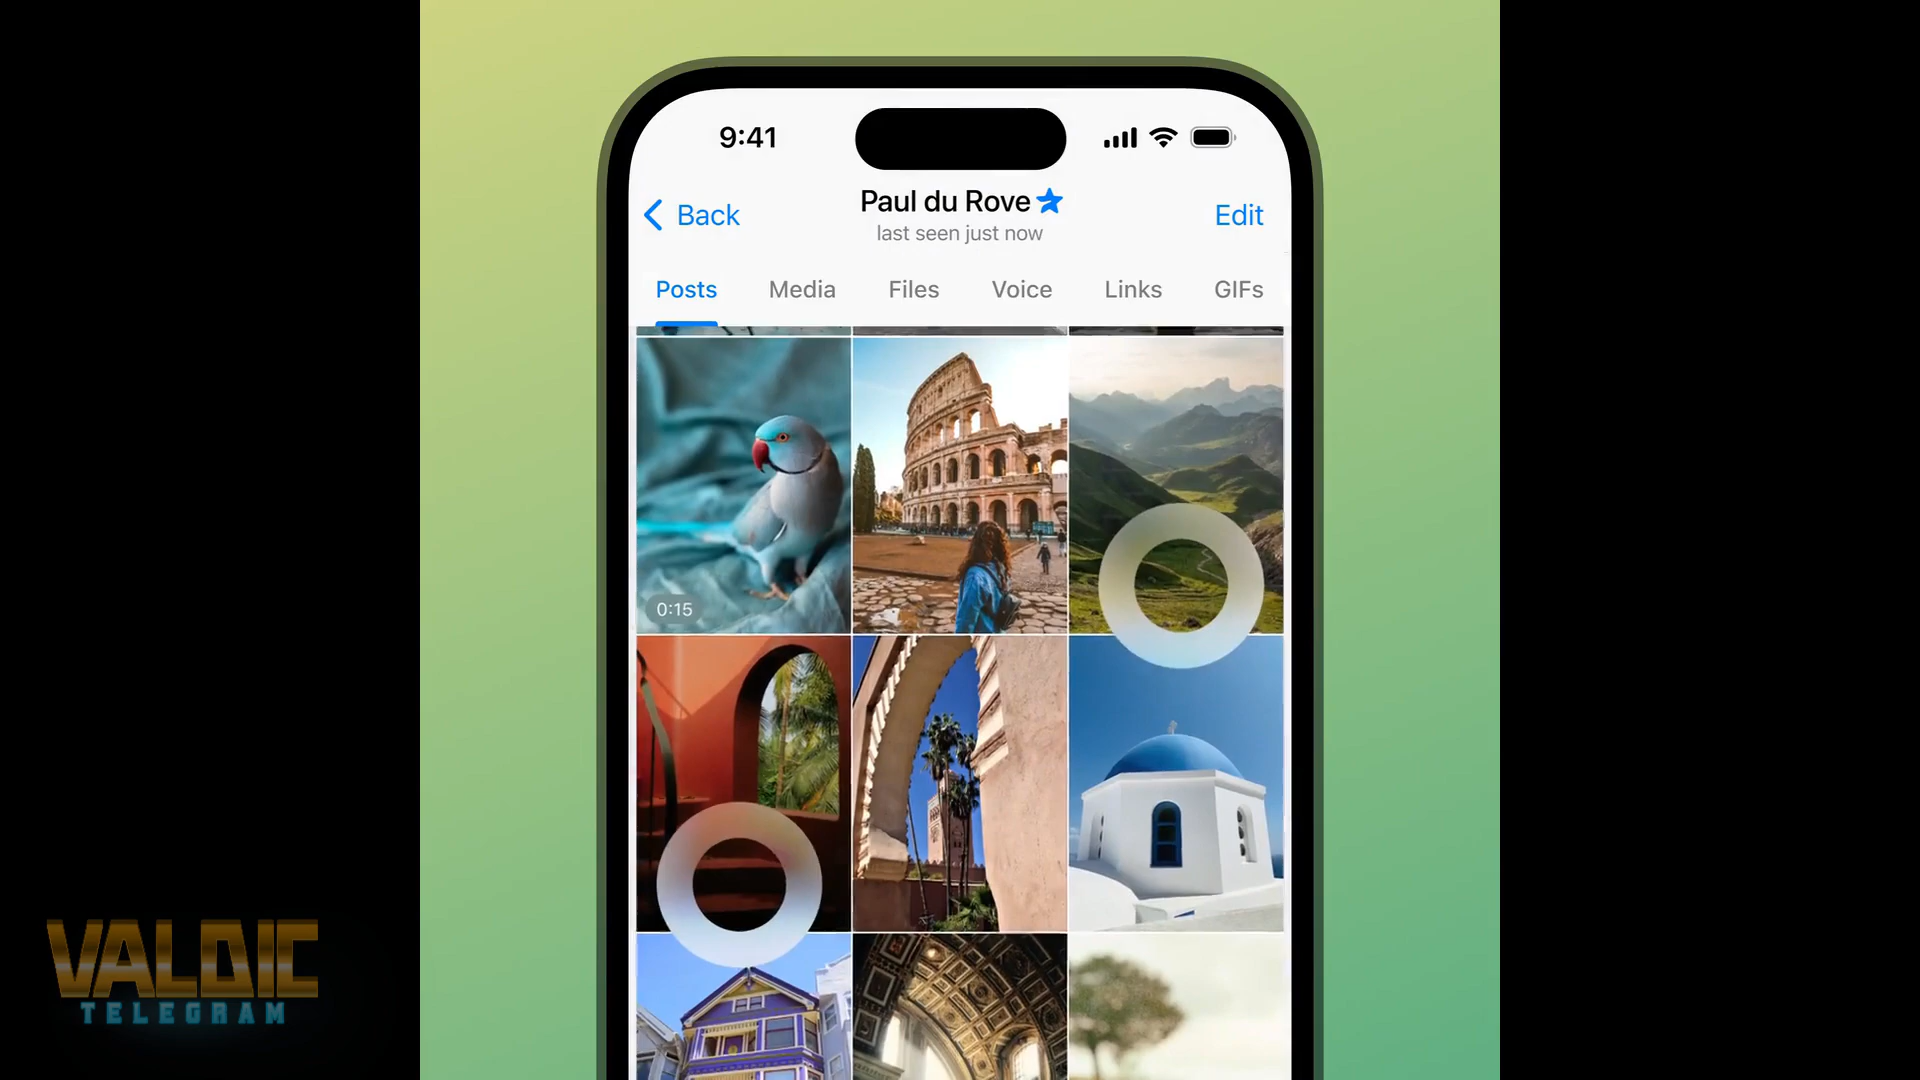 9:41
Back
Paul du Rove
last seen just now
Edit
Posts Media Files Voice Links GIFs
0:15
VALDIC
TELEGRAM